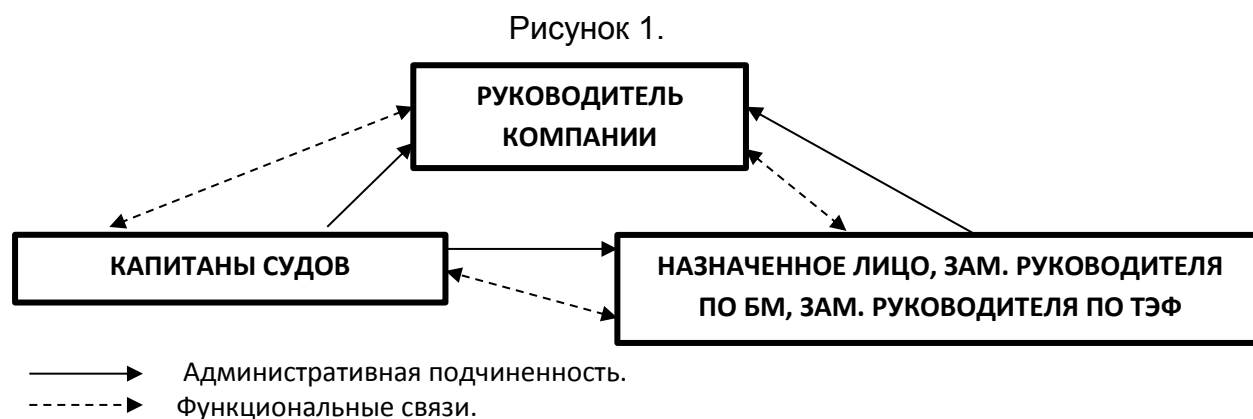 Рисунок 1.
РУКОВОДИТЕЛЬ
КОМПАНИИ
КАПИТАНЫ СУДОВ
НАЗНАЧЕННОЕ ЛИЦО, ЗАМ. РУКОВОДИТЕЛЯ
ПО БМ, ЗАМ. РУКОВОДИТЕЛЯ ПО ТЭФ
Административная подчиненность.
Функциональные связи.